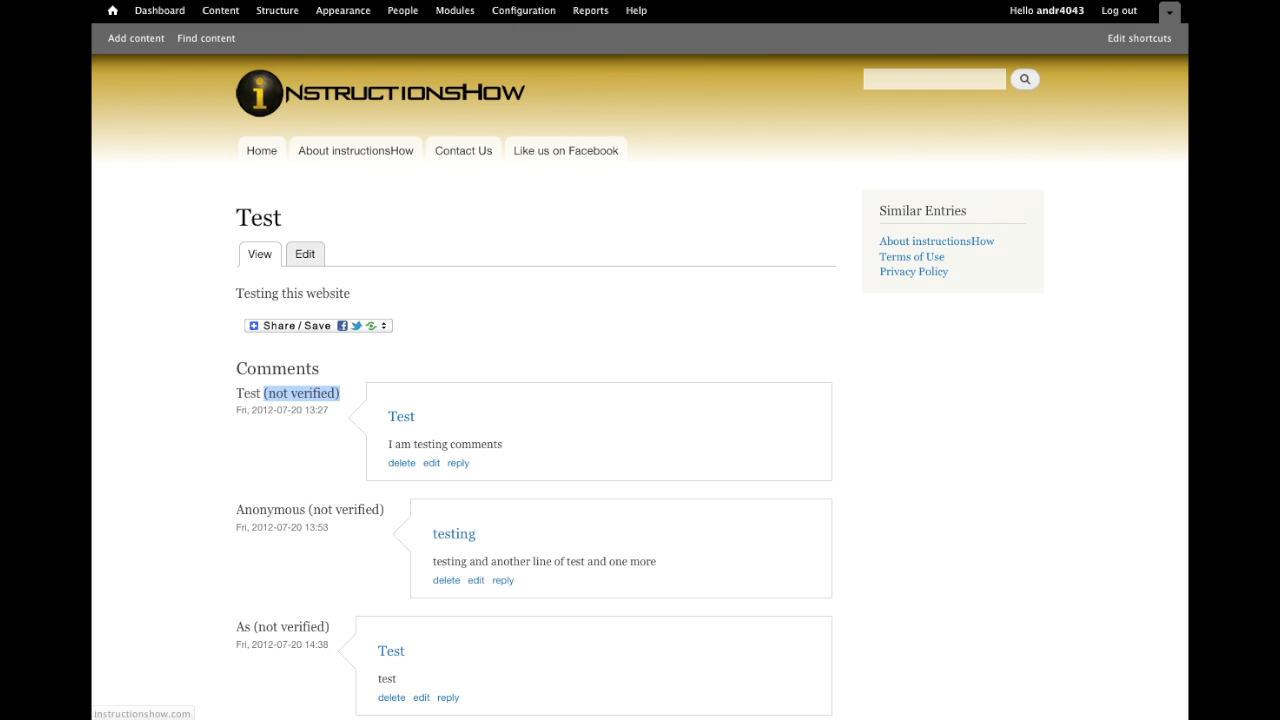 Dashboard Content Structure Appearance People Modules Configuration Reports Help Hello andr4043 Log out
Add content Find content Edit shortcuts
iNSTRUCTIONSHOW
Home About instructionsHow Contact Us Like us on Facebook
Test
View Edit
Testing this website
Share / Save
Similar Entries
About instructionsHow
Terms of Use
Privacy Policy
Comments
Test (not verified)
Fri, 2012-07-20 13:27
Test
I am testing comments
delete edit reply
Anonymous (not verified)
Fri, 2012-07-20 13:53
testing
testing and another line of test and one more
delete edit reply
As (not verified)
Fri, 2012-07-20 14:38
Test
test
delete edit reply
instructionshow.com